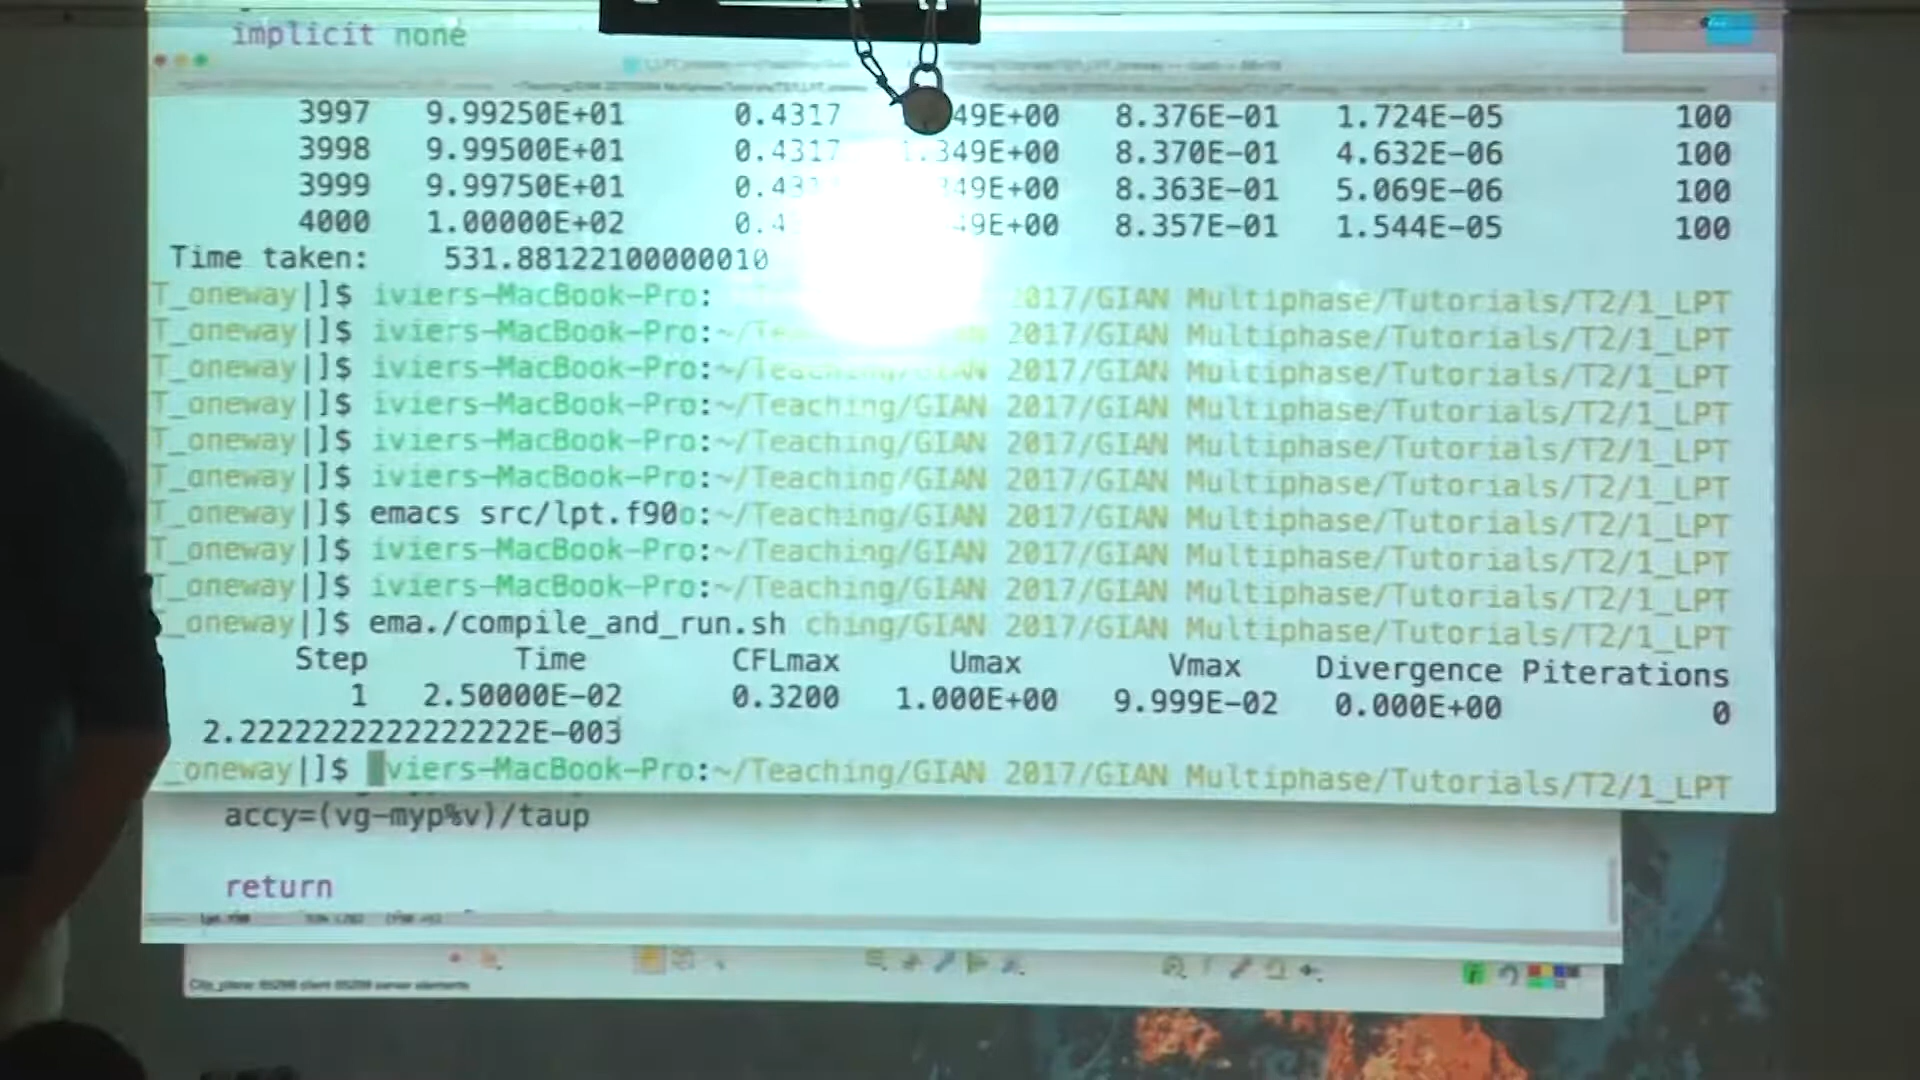 implicit none
3997 9.99250E+01 0.4317 49E+00 8.376E-01 1.724E-05 100
3998 9.99500E+01 0.4317 1.349E+00 8.370E-01 4.632E-06 100
3999 9.99750E+01 0.431 349E+00 8.363E-01 5.069E-06 100
4000 1.00000E+02 0.4 49E+00 8.357E-01 1.544E-05 100
Time taken: 531.88122100000010
T_oneway|]$ iviers-MacBook-Pro: 2017/GIAN Multiphase/Tutorials/T2/1_LPT
T_oneway|]$ iviers-MacBook-Pro:~/Te 2017/GIAN Multiphase/Tutorials/T2/1_LPT
T_oneway|]$ iviers-MacBook-Pro:~/Teaching/GIAN 2017/GIAN Multiphase/Tutorials/T2/1_LPT
T_oneway|]$ iviers-MacBook-Pro:~/Teaching/GIAN 2017/GIAN Multiphase/Tutorials/T2/1_LPT
T_oneway|]$ iviers-MacBook-Pro:~/Teaching/GIAN 2017/GIAN Multiphase/Tutorials/T2/1_LPT
T_oneway|]$ iviers-MacBook-Pro:~/Teaching/GIAN 2017/GIAN Multiphase/Tutorials/T2/1_LPT
T_oneway|]$ emacs src/lpt.f90o:~/Teaching/GIAN 2017/GIAN Multiphase/Tutorials/T2/1_LPT
T_oneway|]$ iviers-MacBook-Pro:~/Teaching/GIAN 2017/GIAN Multiphase/Tutorials/T2/1_LPT
T_oneway|]$ iviers-MacBook-Pro:~/Teaching/GIAN 2017/GIAN Multiphase/Tutorials/T2/1_LPT
_oneway|]$ ema./compile_and_run.sh ching/GIAN 2017/GIAN Multiphase/Tutorials/T2/1_LPT
Step Time CFLmax Umax Vmax Divergence Piterations
1 2.50000E-02 0.3200 1.000E+00 9.999E-02 0.000E+00 0
2.2222222222222222E-003
_oneway|]$ iviers-MacBook-Pro:~/Teaching/GIAN 2017/GIAN Multiphase/Tutorials/T2/1_LPT
accy=(vg-myp%v)/taup
return